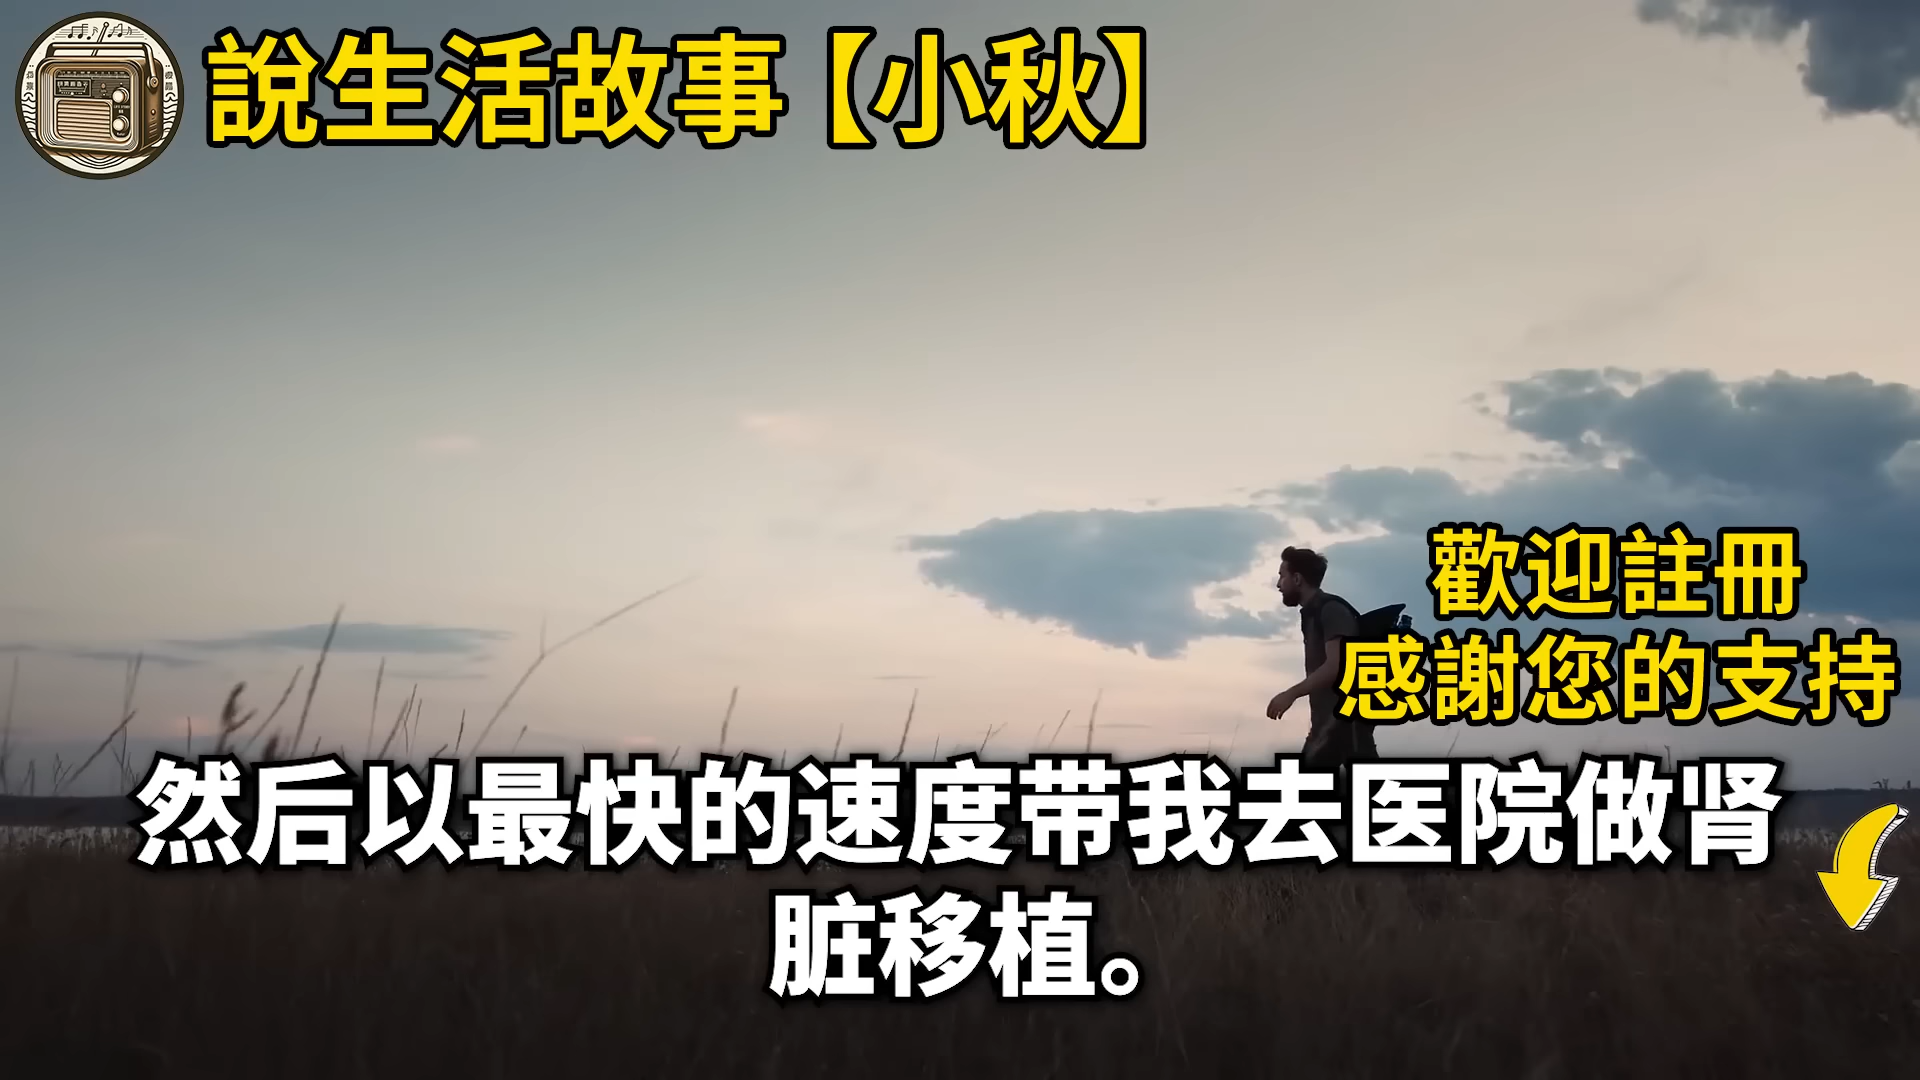 說生活故事【小秋】
歡迎註冊
感謝您的支持
然后以最快的速度带我去医院做肾
脏移植。